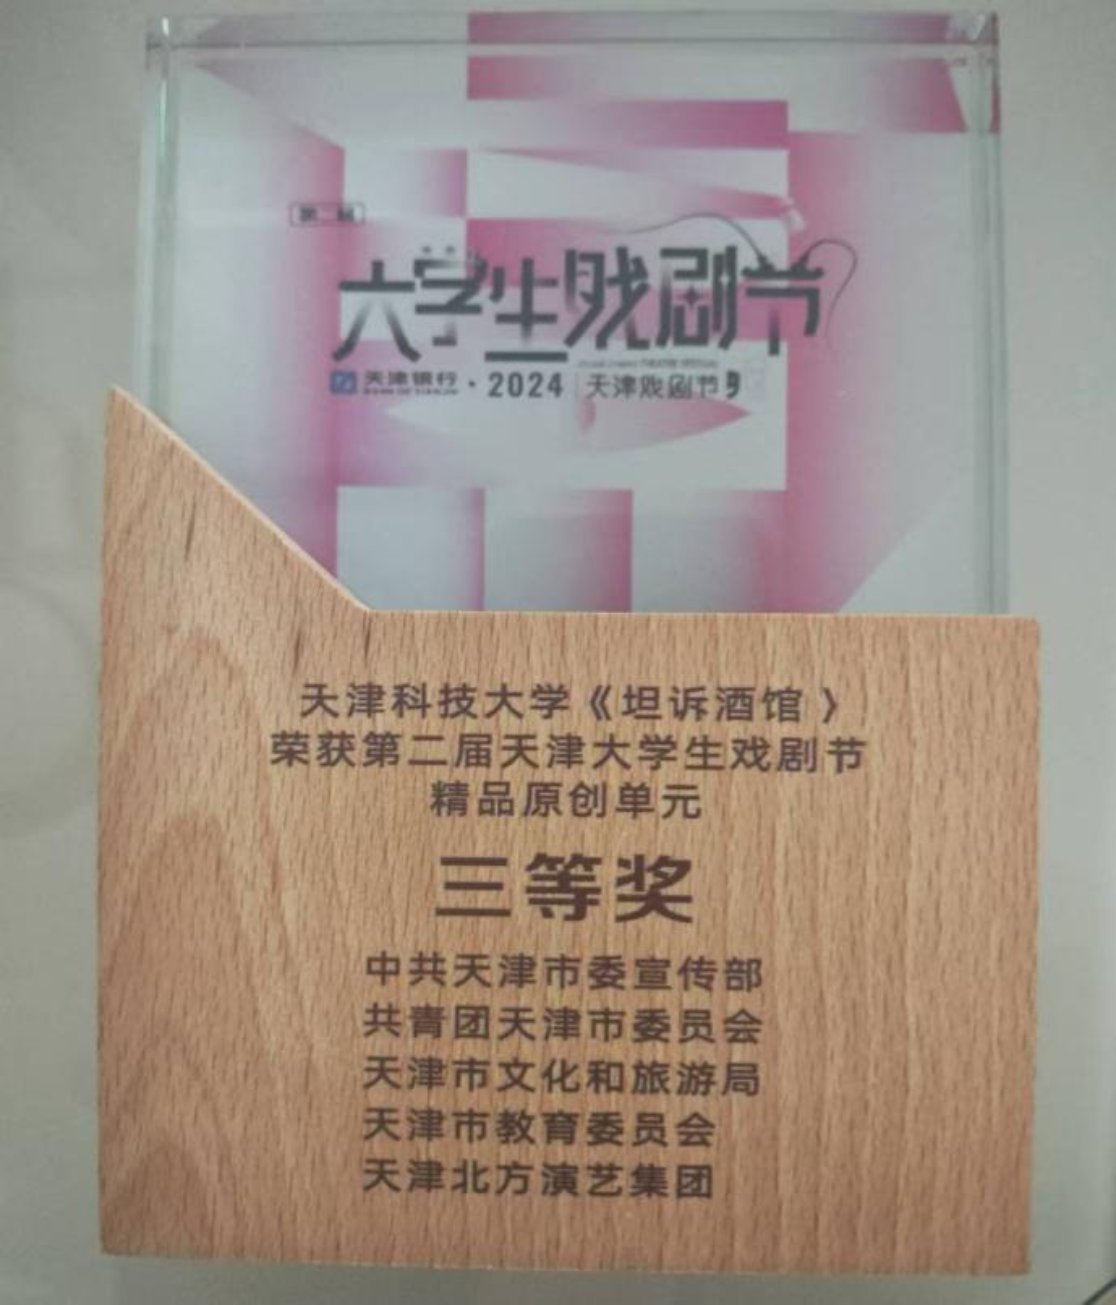 第二届
大学生戏剧节
天津银行·2024 天津戏剧节
天津科技大学《坦诉酒馆》
荣获第二届天津大学生戏剧节
精品原创单元
三等奖
中共天津市委宣传部
共青团天津市委员会
天津市文化和旅游局
天津市教育委员会
天津北方演艺集团